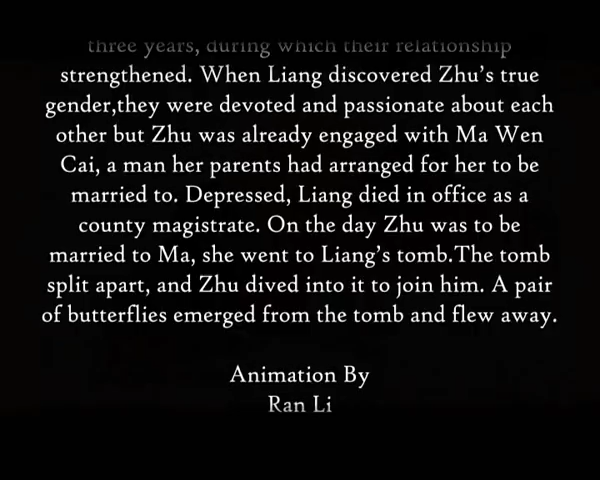 three years, during which their relationship
strengthened. When Liang discovered Zhu's true
gender,they were devoted and passionate about each
other but Zhu was already engaged with Ma Wen
Cai, a man her parents had arranged for her to be
married to. Depressed, Liang died in office as a
county magistrate. On the day Zhu was to be
married to Ma, she went to Liang's tomb.The tomb
split apart, and Zhu dived into it to join him. A pair
of butterflies emerged from the tomb and flew away.
Animation By
Ran Li